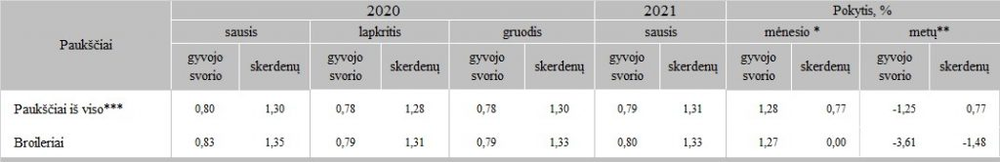 Paukščiai 2020 2021 Pokytis, %
sausis lapkritis gruodis sausis mėnesio * metų**
gyvojo svorio skerdenų gyvojo svorio skerdenų gyvojo svorio skerdenų gyvojo svorio skerdenų gyvojo svorio skerdenų gyvojo svorio skerdenų
Paukščiai iš viso*** 0,80 1,30 0,78 1,28 0,78 1,30 0,79 1,31 1,28 0,77 -1,25 0,77
Broileriai 0,83 1,35 0,79 1,31 0,79 1,33 0,80 1,33 1,27 0,00 -3,61 -1,48